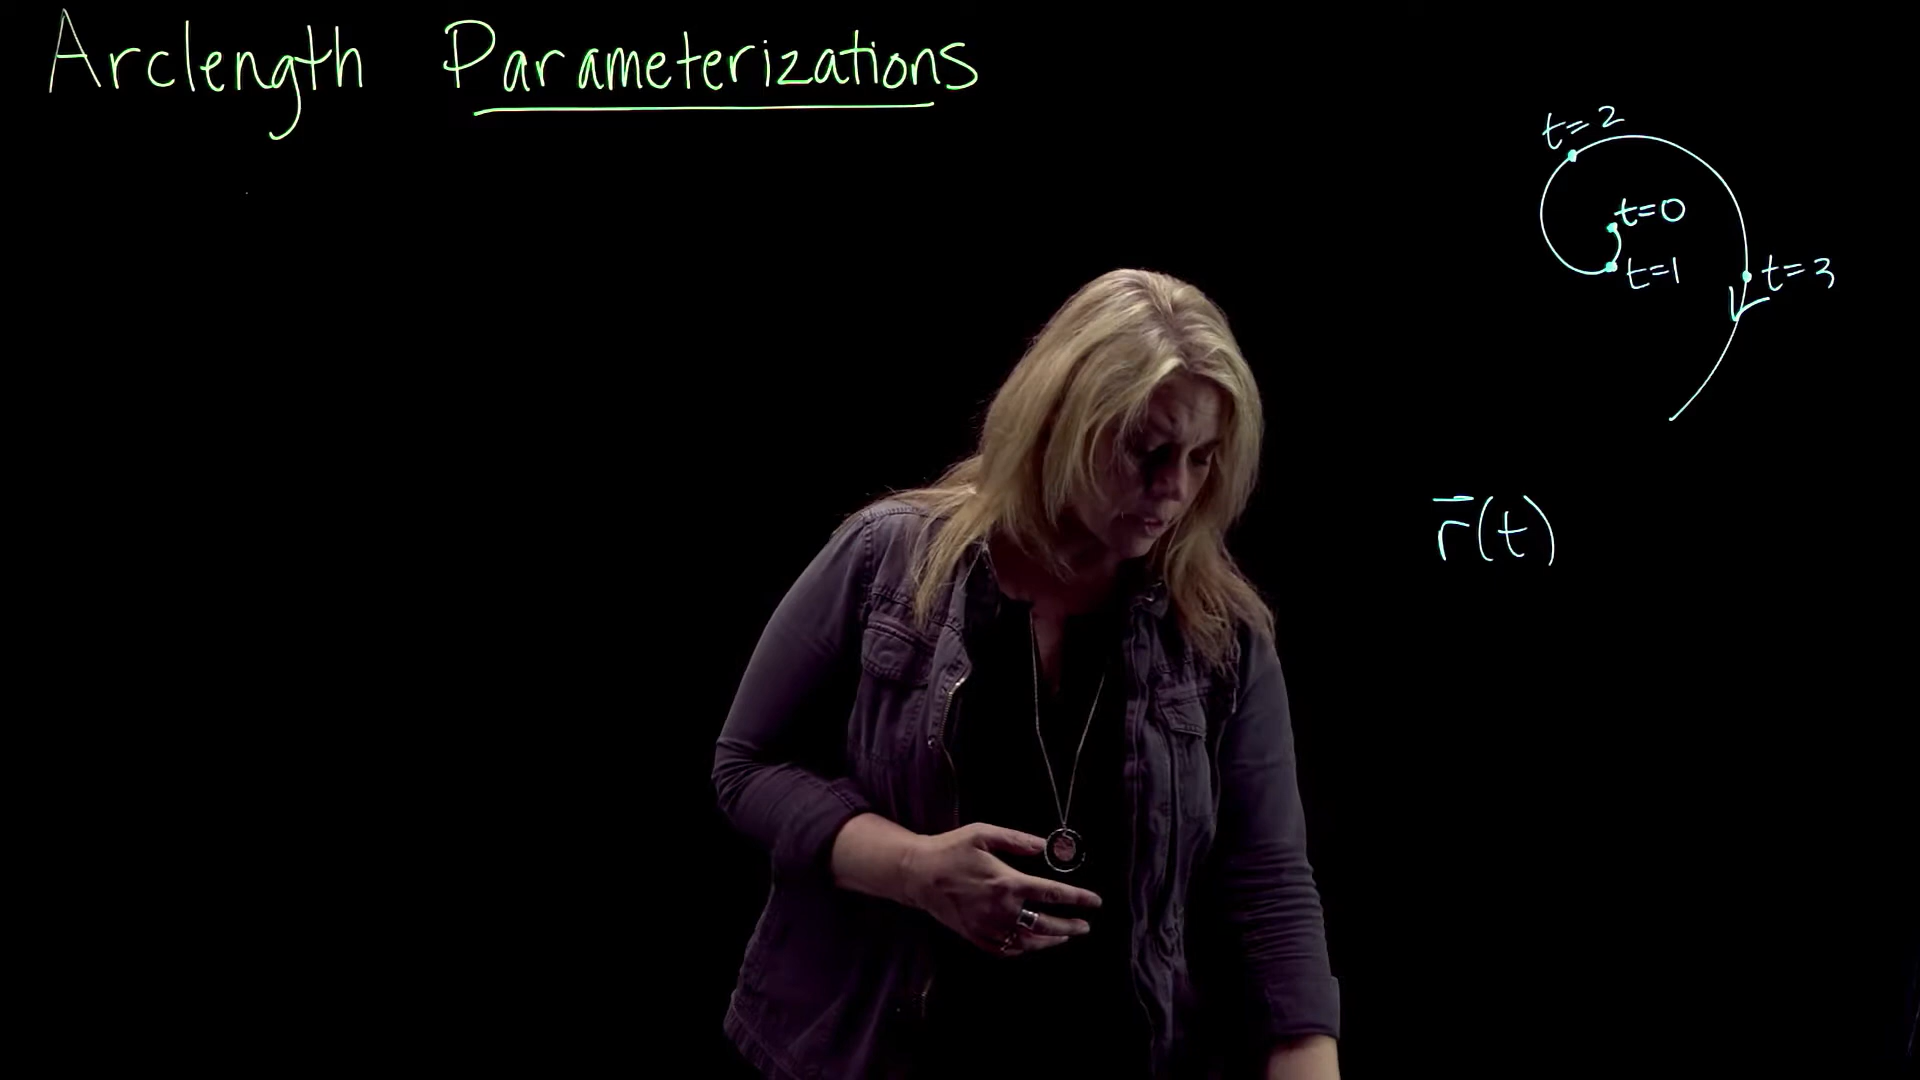 Arclength Parameterizations
t=2
t=0
t=1
t=3
r⃗(t)